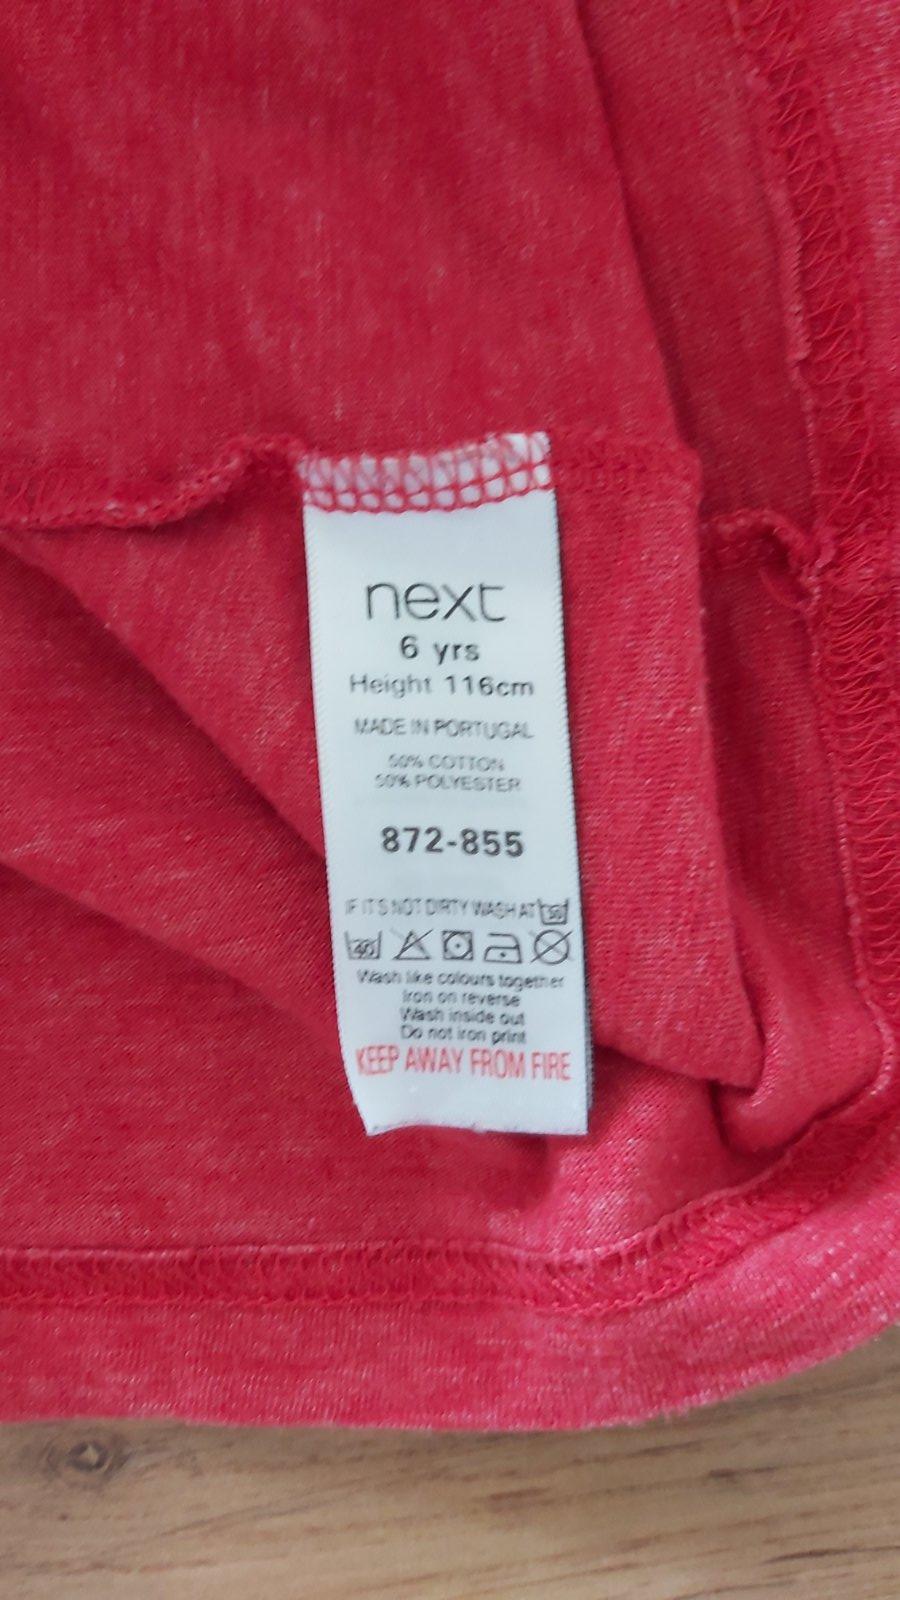 next
6 yrs
Height 116cm
MADE IN PORTUGAL
50% COTTON
50% POLYESTER
872-855
IF IT'S NOT DIRTY WASH AT 30
40
Wash like colours together
Iron on reverse
Wash inside out
Do not iron print
KEEP AWAY FROM FIRE